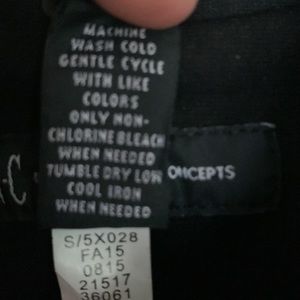 MACHINE
WASH COLD
GENTLE CYCLE
WITH LIKE
COLORS
ONLY NON-
CHLORINE BLEACH
WHEN NEEDED
TUMBLE DRY LOW
COOL IRON
WHEN NEEDED
C
ONCEPTS
S/5X028
FA15
0815
21517
36061